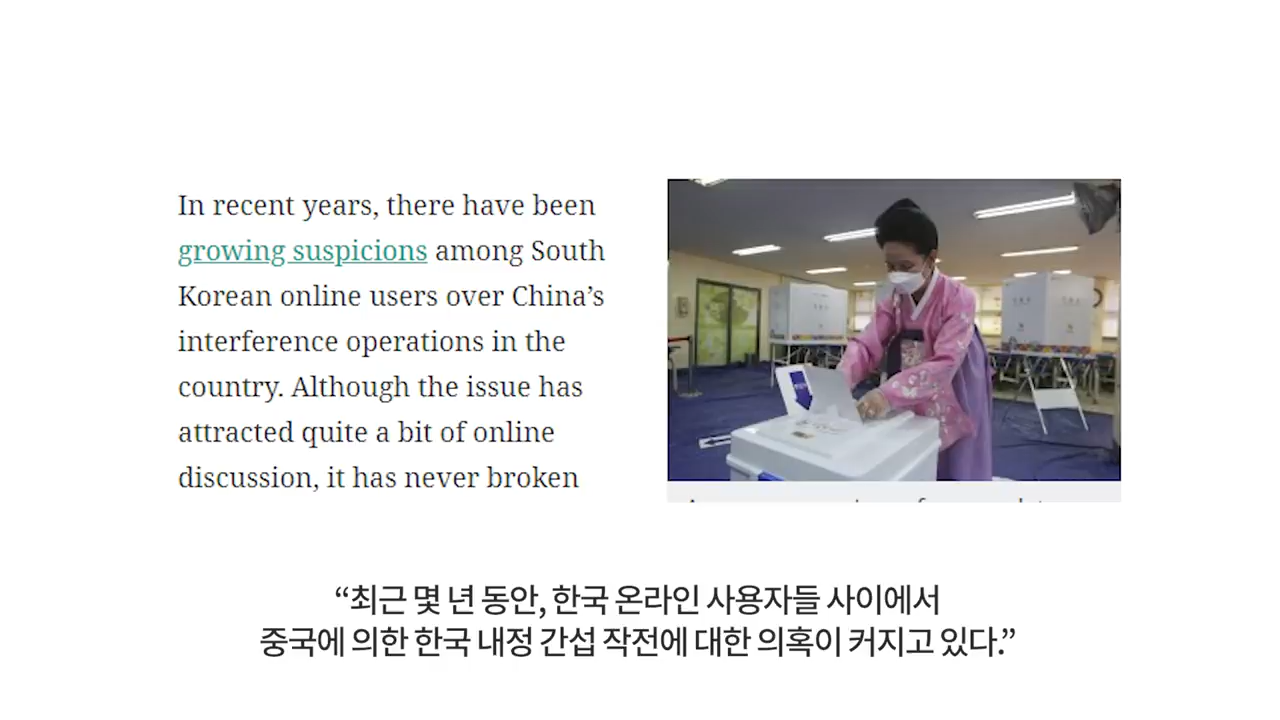 In recent years, there have been
growing suspicions among South
Korean online users over China’s
interference operations in the
country. Although the issue has
attracted quite a bit of online
discussion, it has never broken
“최근 몇 년 동안, 한국 온라인 사용자들 사이에서
중국에 의한 한국 내정 간섭 작전에 대한 의혹이 커지고 있다.”